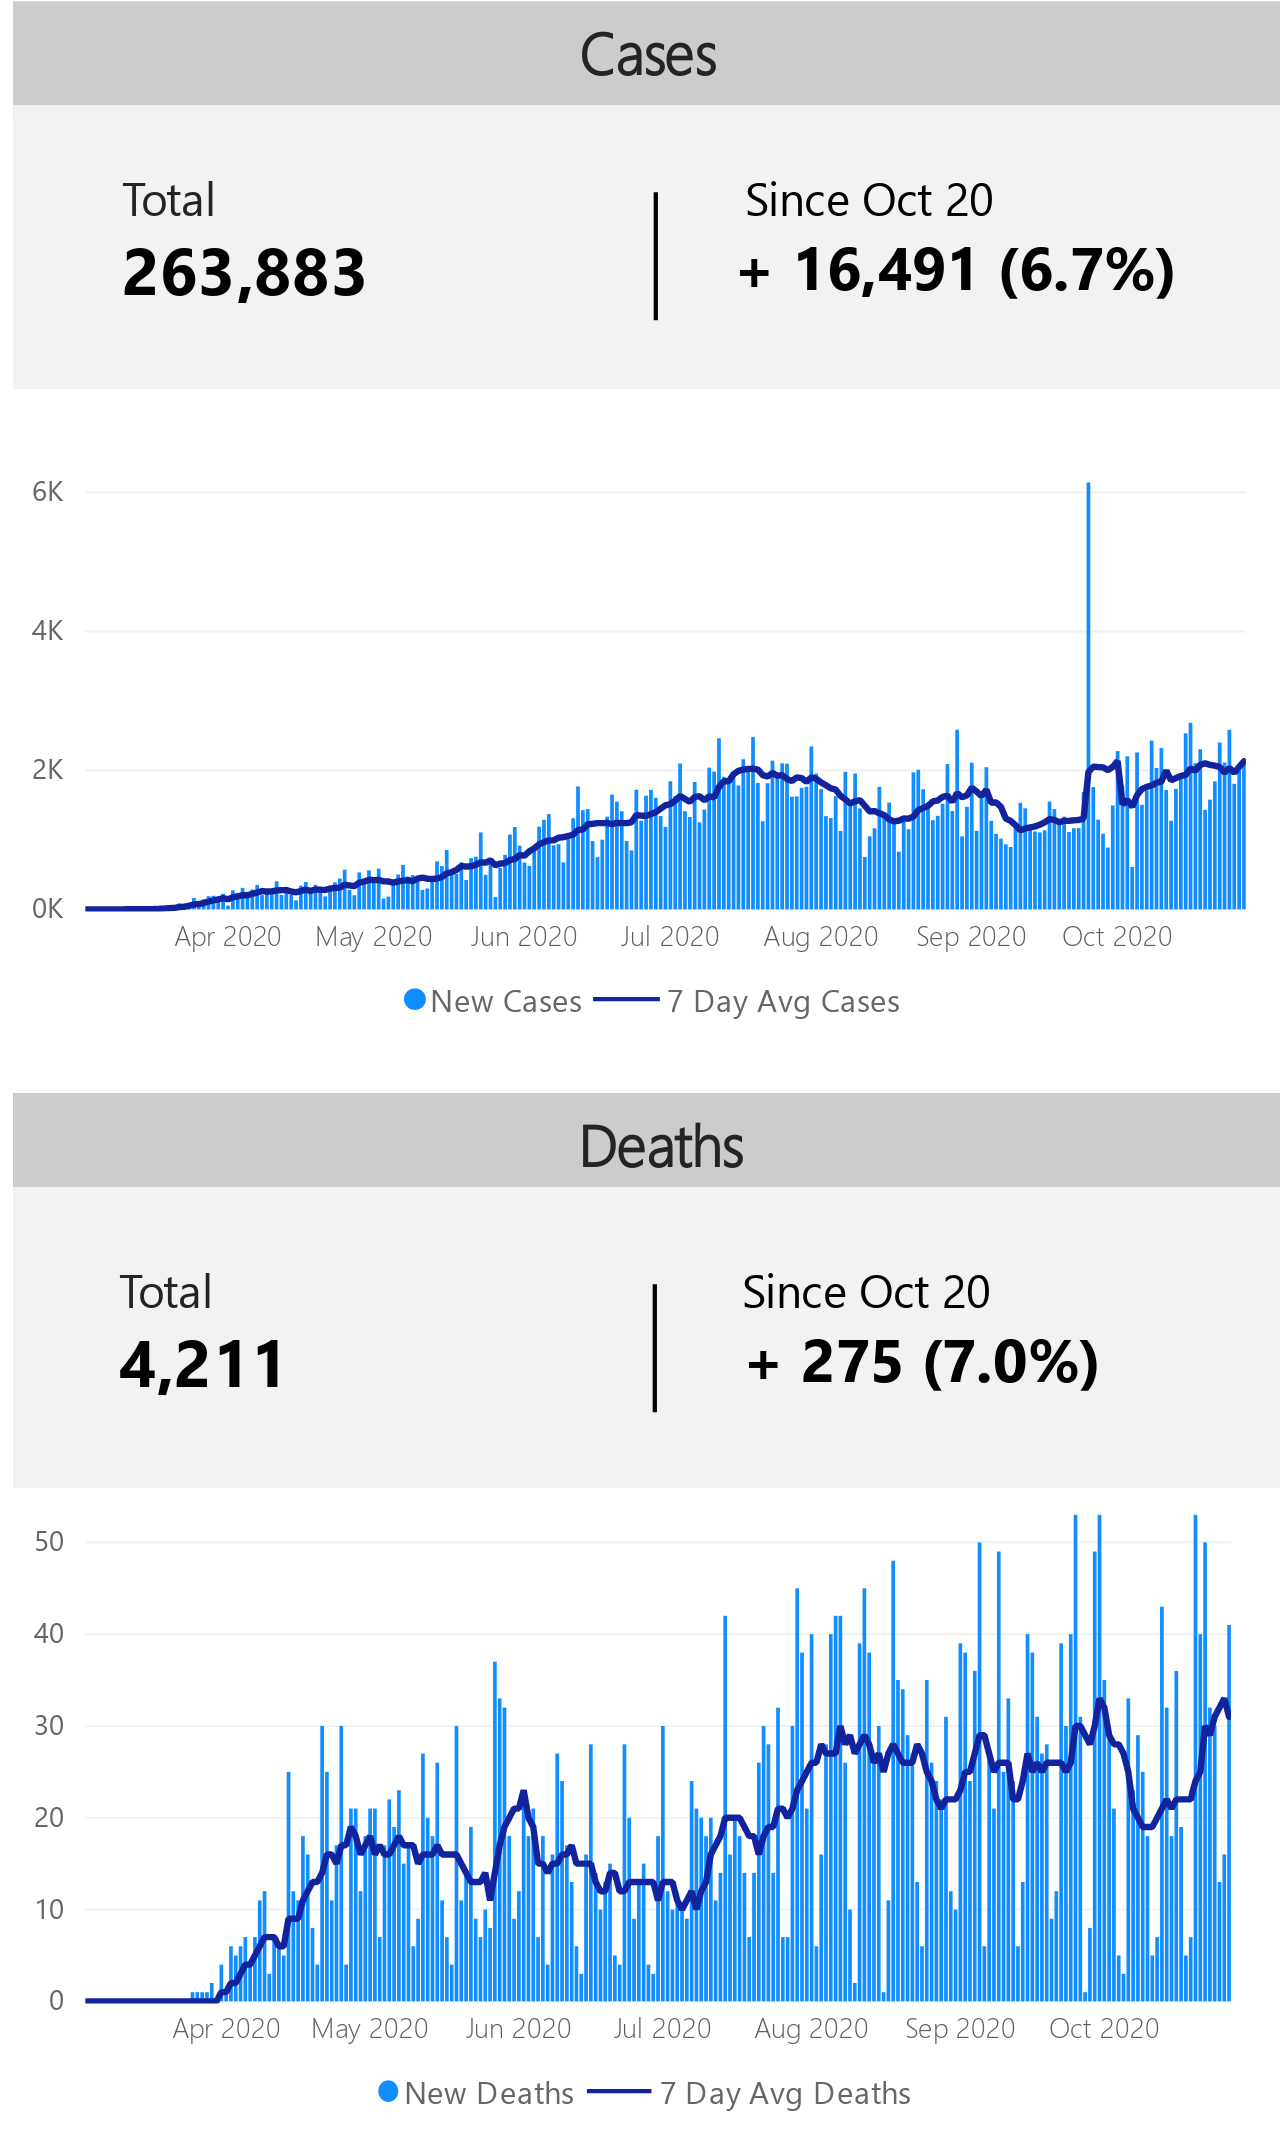 Cases
Total
Since Oct 20
263,883
+ 16,491 (6.7%)
6K
4K
2K
0K
Apr 2020 May 2020 Jun 2020 Jul 2020 Aug 2020 Sep 2020 Oct 2020
New Cases 7 Day Avg Cases
Deaths
Total
Since Oct 20
4,211
+ 275 (7.0%)
50
40
30
20
10
0
Apr 2020 May 2020 Jun 2020 Jul 2020 Aug 2020 Sep 2020 Oct 2020
New Deaths 7 Day Avg Deaths